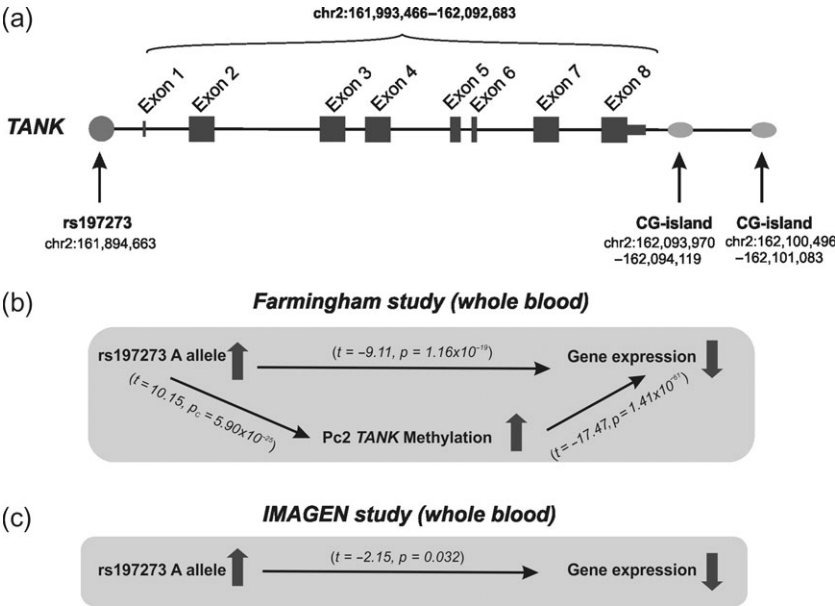 (a)
chr2:161,993,466–162,092,683
Exon 1
Exon 2
Exon 3
Exon 4
Exon 5
Exon 6
Exon 7
Exon 8
TANK
rs197273
chr2:161,894,663
CG-island
chr2:162,093,970
–162,094,119
CG-island
chr2:162,100,496
–162,101,083
(b)
Farmingham study (whole blood)
rs197273 A allele
(t = –9.11, p = 1.16x10⁻¹⁹)
Gene expression
(t = 10.15, pC = 5.90x10⁻²⁵)
Pc2 TANK Methylation
(t = –17.47, p = 1.41x10⁻⁶¹)
(c)
IMAGEN study (whole blood)
rs197273 A allele
(t = –2.15, p = 0.032)
Gene expression